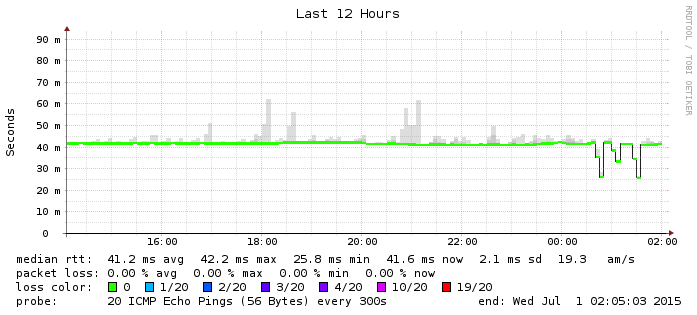 Last 12 Hours
RRDTOOL / TOBI OETIKER
Seconds
90 m
80 m
70 m
60 m
50 m
40 m
30 m
20 m
10 m
0
16:00 18:00 20:00 22:00 00:00 02:00
median rtt: 41.2 ms avg 42.2 ms max 25.8 ms min 41.6 ms now 2.1 ms sd 19.3 am/s
packet loss: 0.00 % avg 0.00 % max 0.00 % min 0.00 % now
loss color: 0 1/20 2/20 3/20 4/20 10/20 19/20
probe: 20 ICMP Echo Pings (56 Bytes) every 300s end: Wed Jul 1 02:05:03 2015